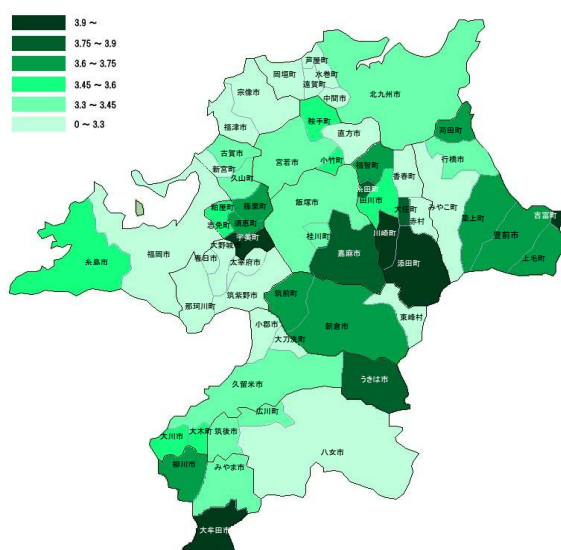 3.9 ～
3.75 ～ 3.9
3.6 ～ 3.75
3.45 ～ 3.6
3.3 ～ 3.45
0 ～ 3.3
芦屋町
岡垣町
水巻町
遠賀町
宗像市
北九州市
中間市
鞍手町
福津市
直方市
苅田町
古賀市
行橋市
宮若市
小竹町
新宮町
福智町
香春町
久山町
糸田町
田川市
飯塚市
みやこ町
粕屋町
篠栗町
大任町
吉富町
志免町
須恵町
赤村
築上町
桂川町
川崎町
豊前市
宇美町
大野城市
福岡市
嘉麻市
糸島市
春日市
太宰府市
添田町
上毛町
筑紫野市
筑前町
那珂川町
東峰村
小郡市
朝倉市
大刀洗町
うきは市
久留米市
広川町
大川市
大木町
筑後市
八女市
柳川市
みやま市
大牟田市